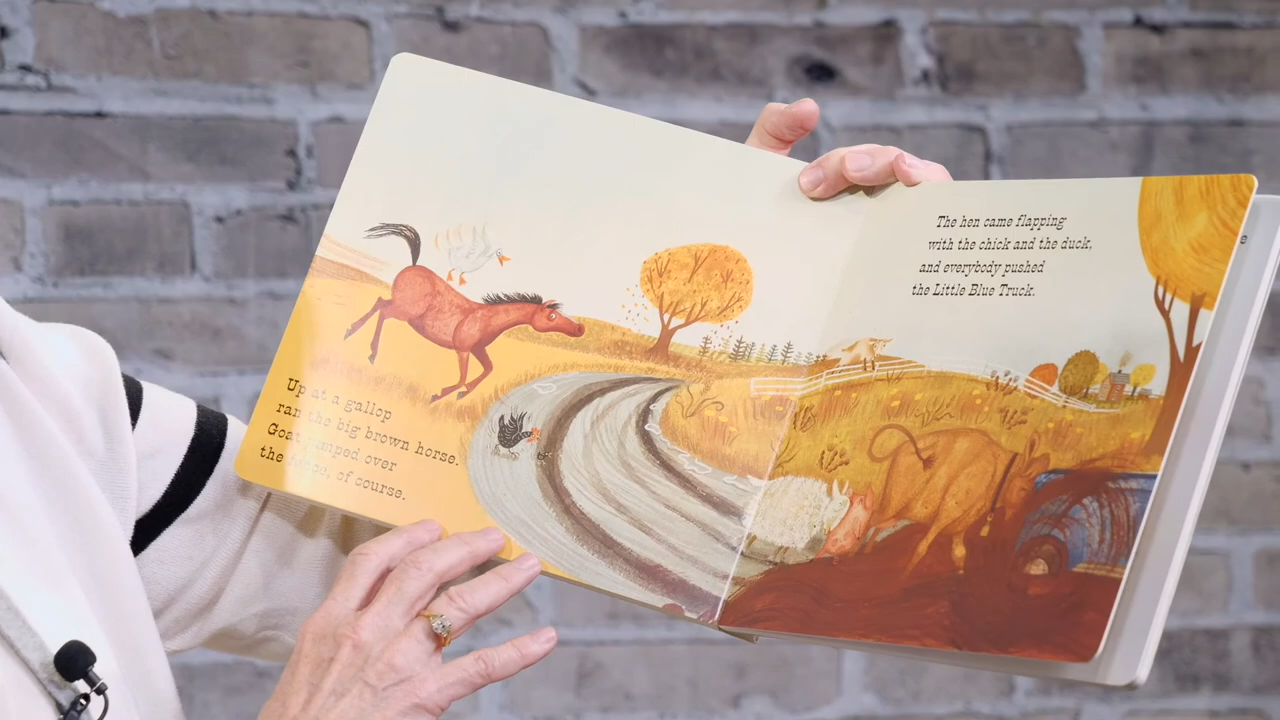 Up at a gallop
ran the big brown horse.
Goat jumped over
the fence, of course.
The hen came flapping
with the chick and the duck,
and everybody pushed
the Little Blue Truck.
e